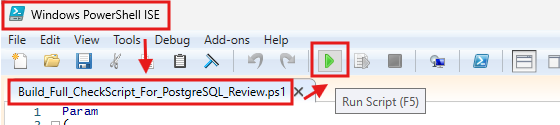 Windows PowerShell ISE
File Edit View Tools Debug Add-ons Help
Build_Full_CheckScript_For_PostgreSQL_Review.ps1 X
Run Script (F5)
1 Param
2 (